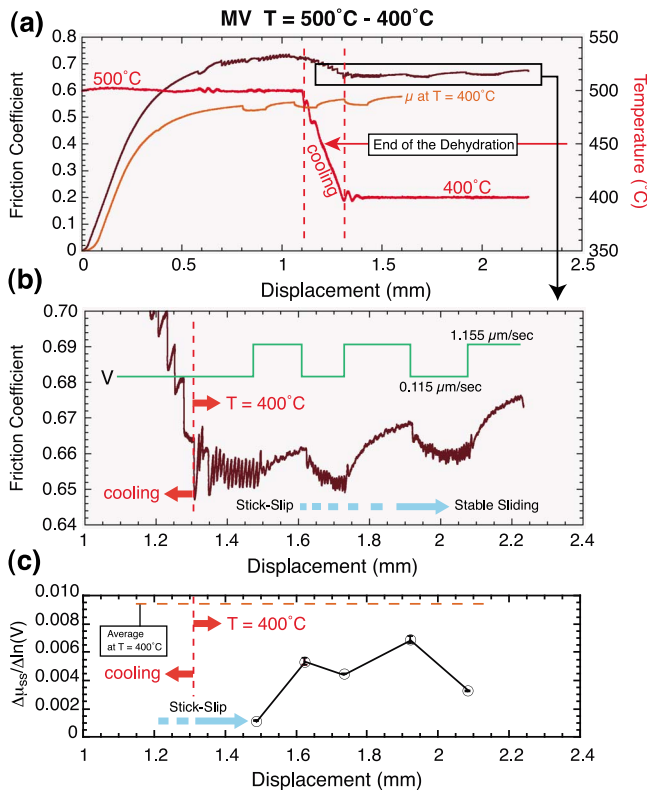 MV T = 500°C - 400°C
(a)
0.8
0.7
0.6
0.5
0.4
0.3
0.2
0.1
0
Friction Coefficient
550
500
450
400
350
Temperature (°C)
500°C
μ at T = 400°C
End of the Dehydration
cooling
400°C
0
0.5
1
1.5
2
2.5
Displacement (mm)
(b)
0.70
0.69
0.68
0.67
0.66
0.65
0.64
Friction Coefficient
1.155 μm/sec
V
0.115 μm/sec
T = 400°C
cooling
Stick-Slip
Stable Sliding
1
1.2
1.4
1.6
1.8
2
2.2
2.4
Displacement (mm)
(c)
0.010
0.008
0.006
0.004
0.002
0
Δμss/Δln(V)
Average
at T = 400°C
T = 400°C
cooling
Stick-Slip
1
1.2
1.4
1.6
1.8
2
2.2
2.4
Displacement (mm)